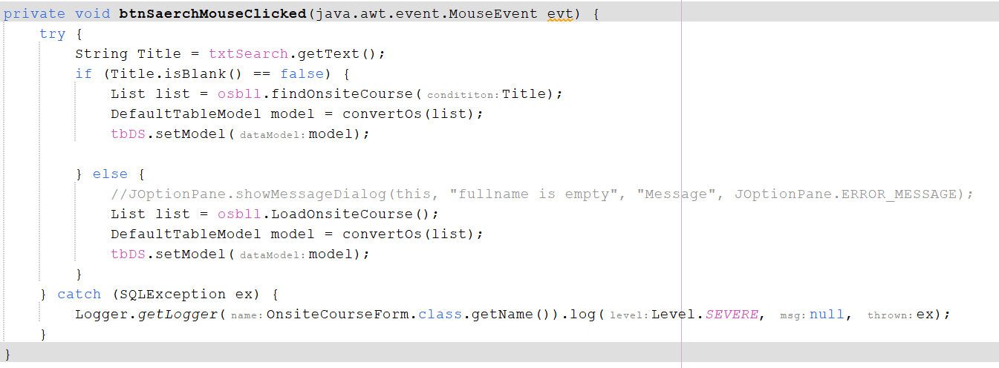 private void btnSaerchMouseClicked(java.awt.event.MouseEvent evt) {
    try {
        String Title = txtSearch.getText();
        if (Title.isBlank() == false) {
            List list = osbll.findOnsiteCourse( condititon: Title);
            DefaultTableModel model = convertOs(list);
            tbDS.setModel( dataModel: model);
        } else {
            //JOptionPane.showMessageDialog(this, "fullname is empty", "Message", JOptionPane.ERROR_MESSAGE);
            List list = osbll.LoadOnsiteCourse();
            DefaultTableModel model = convertOs(list);
            tbDS.setModel( dataModel: model);
        }
    } catch (SQLException ex) {
        Logger.getLogger( name: OnsiteCourseForm.class.getName()).log( level: Level.SEVERE, msg: null, thrown: ex);
    }
}